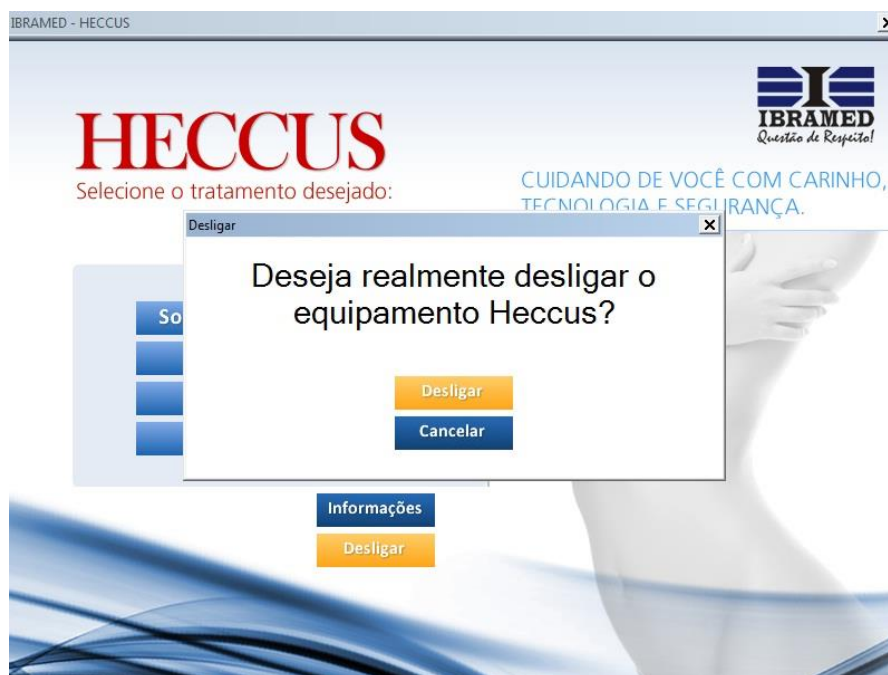 IBRAMED - HECCUS
IBRAMED
Questão de Respeito!
HECCUS
Selecione o tratamento desejado:
CUIDANDO DE VOCÊ COM CARINHO,
TECNOLOGIA E SEGURANÇA.
Desligar
Deseja realmente desligar o
equipamento Heccus?
So
Desligar
Cancelar
Informações
Desligar